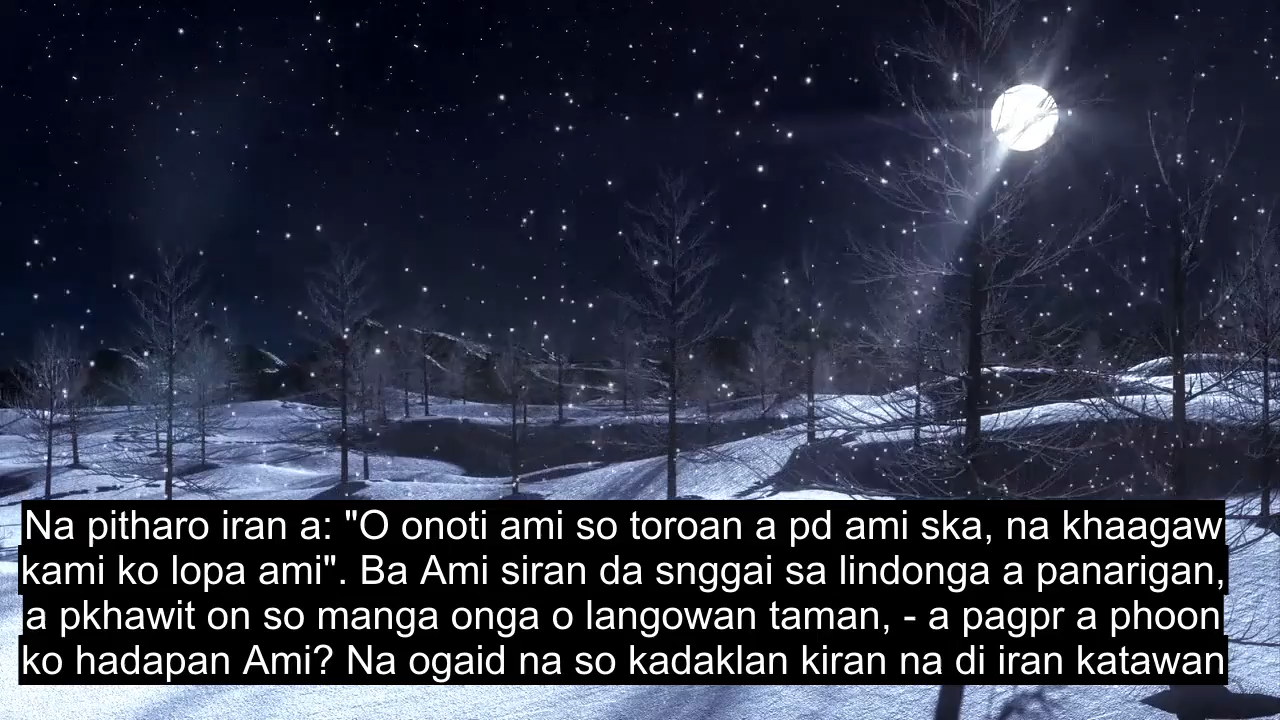 Na pitharo iran a: "O onoti ami so toroan a pd ami ska, na khaagaw
kami ko lopa ami". Ba Ami siran da snggai sa lindonga a panarigan,
a pkhawit on so manga onga o langowan taman, - a pagpr a phoon
ko hadapan Ami? Na ogaid na so kadaklan kiran na di iran katawan